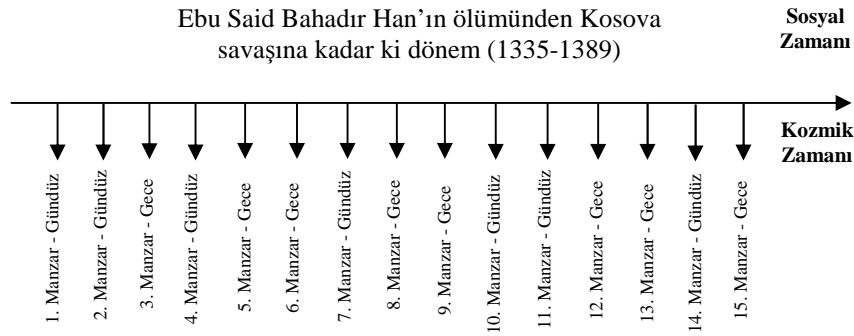 Ebu Said Bahadır Han’ın ölümünden Kosova
savaşına kadar ki dönem (1335-1389)
Sosyal
Zamanı
Kozmik
Zamanı
1. Manzar - Gündüz
2. Manzar - Gündüz
3. Manzar - Gece
4. Manzar - Gündüz
5. Manzar - Gece
6. Manzar - Gece
7. Manzar - Gündüz
8. Manzar - Gece
9. Manzar - Gece
10. Manzar - Gündüz
11. Manzar - Gündüz
12. Manzar - Gece
13. Manzar - Gece
14. Manzar - Gündüz
15. Manzar - Gece